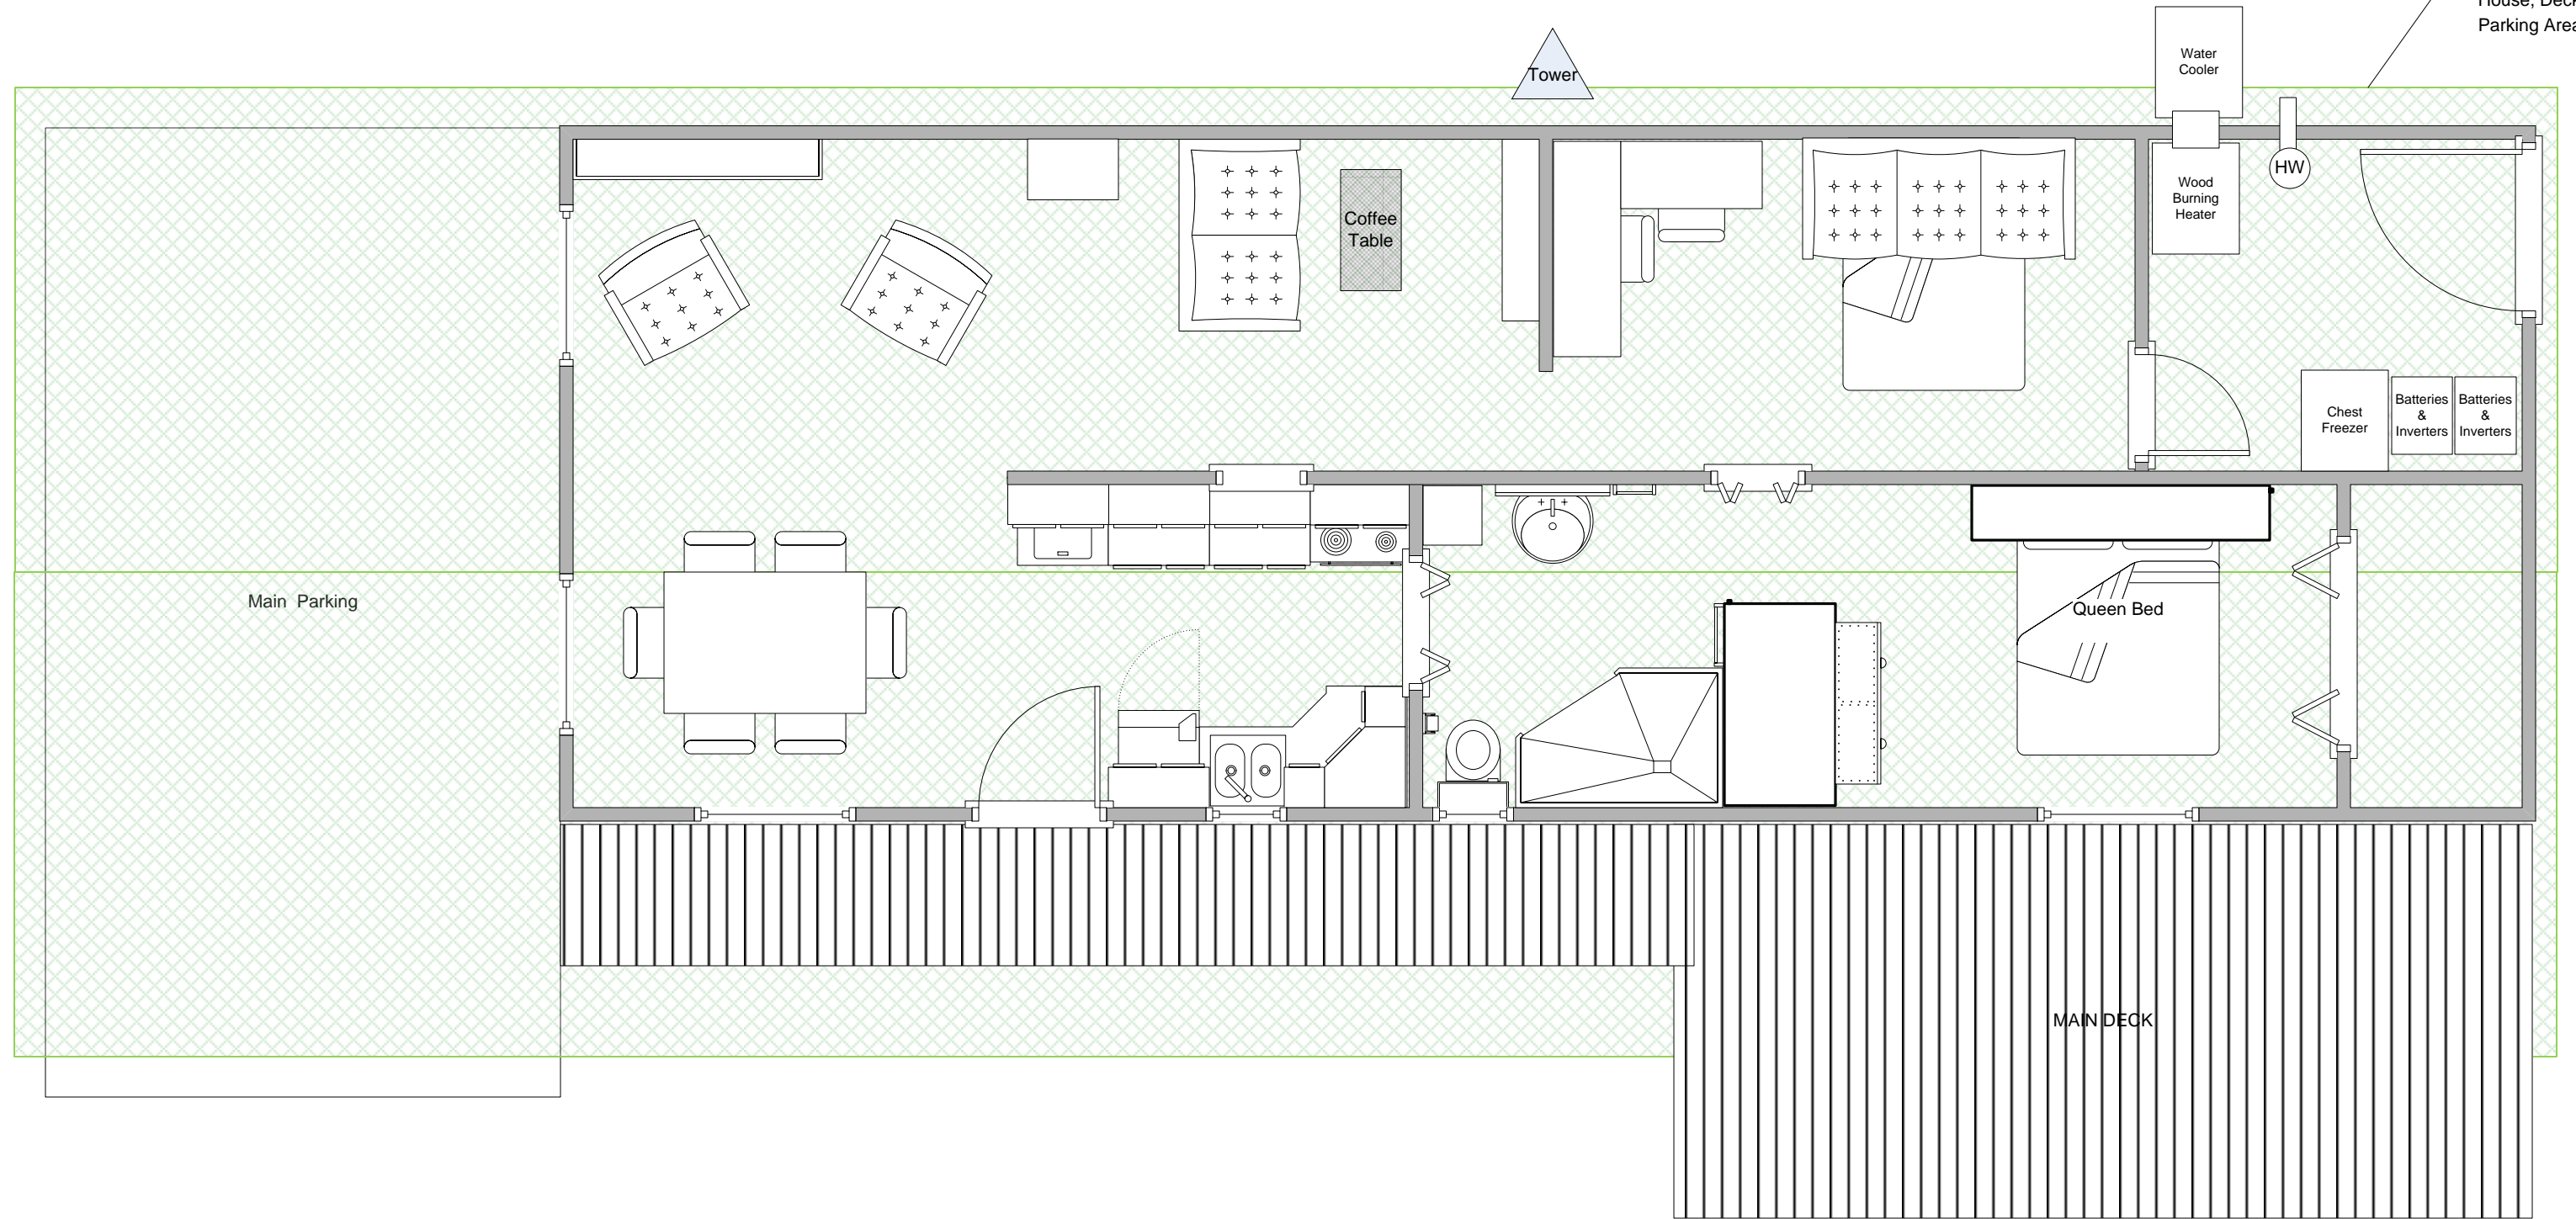 House, Deck
Parking Area
Water
Cooler
Tower
HW
Wood
Burning
Heater
Coffee
Table
Chest
Freezer
Batteries
&
Inverters
Batteries
&
Inverters
Main Parking
Queen Bed
MAIN DECK